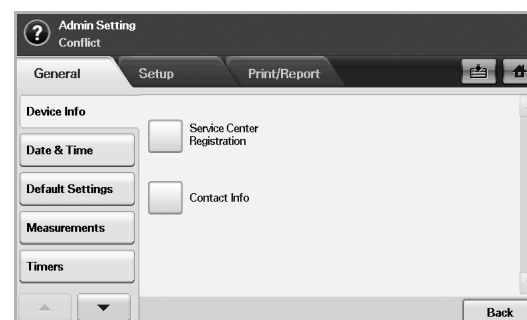 ?
Admin Setting
Conflict
General Setup Print/Report
Device Info
Date & Time
Default Settings
Measurements
Timers
Service Center
Registration
Contact Info
Back